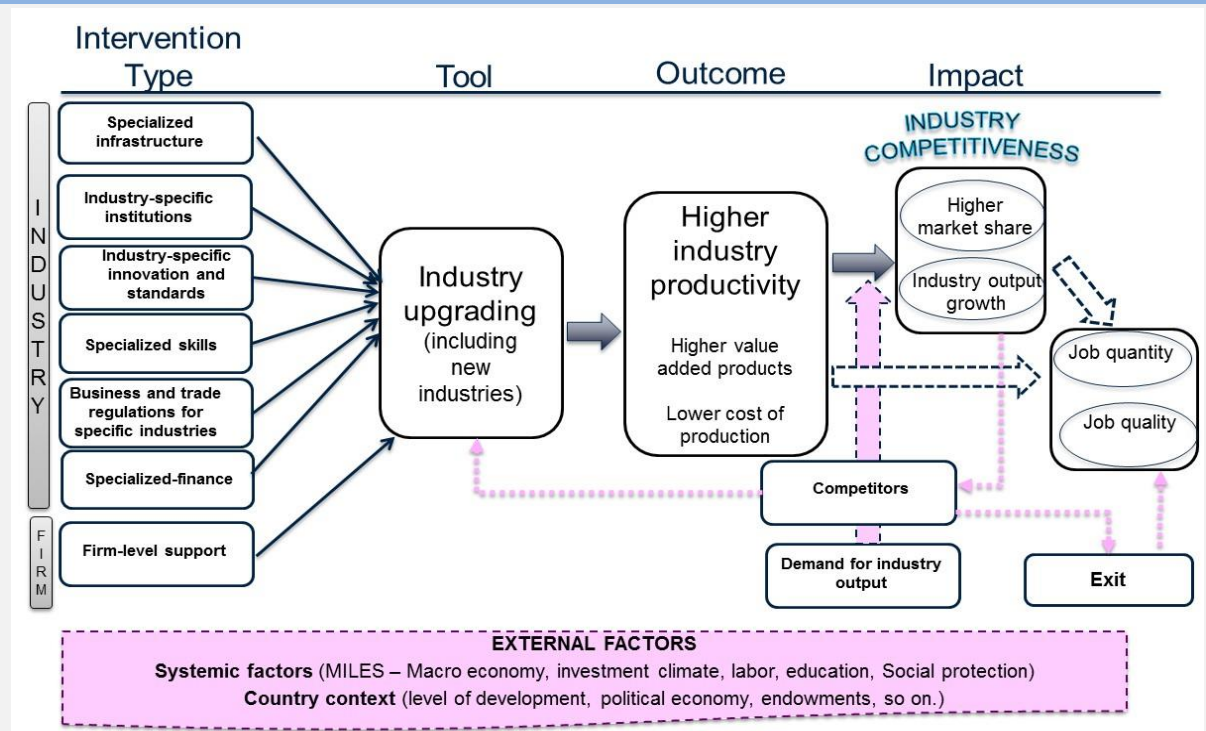 Intervention
Type
Tool
Outcome
Impact
INDUSTRY
FIRM
Specialized
infrastructure
Industry-specific
institutions
Industry-specific
innovation and
standards
Specialized skills
Business and trade
regulations for
specific industries
Specialized-finance
Firm-level support
Industry
upgrading
(including
new
industries)
Higher
industry
productivity
Higher value
added products
Lower cost of
production
INDUSTRY
COMPETITIVENESS
Higher
market share
Industry output
growth
Job quantity
Job quality
Competitors
Demand for industry
output
Exit
EXTERNAL FACTORS
Systemic factors (MILES – Macro economy, investment climate, labor, education, Social protection)
Country context (level of development, political economy, endowments, so on.)